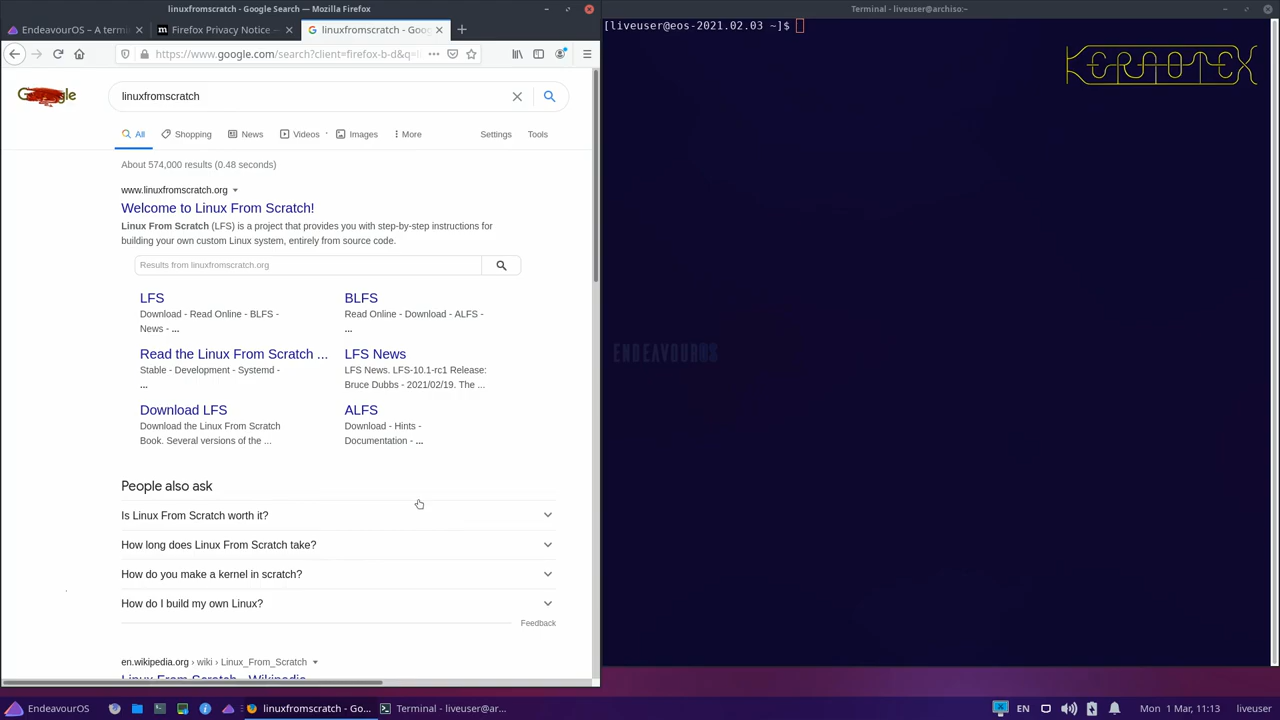 linuxfromscratch - Google Search — Mozilla Firefox
Terminal - liveuser@archiso:~
EndeavourOS – A termi
Firefox Privacy Notice —
linuxfromscratch - Goog
[liveuser@eos-2021.02.03 ~]$
https://www.google.com/search?client=firefox-b-d&q=l
KERNOTEX
linuxfromscratch
All
Shopping
News
Videos
Images
More
Settings
Tools
About 574,000 results (0.48 seconds)
www.linuxfromscratch.org
Welcome to Linux From Scratch!
Linux From Scratch (LFS) is a project that provides you with step-by-step instructions for
building your own custom Linux system, entirely from source code.
Results from linuxfromscratch.org
LFS
Download - Read Online - BLFS -
News - ...
BLFS
Read Online - Download - ALFS -
...
Read the Linux From Scratch ...
Stable - Development - Systemd -
...
LFS News
LFS News. LFS-10.1-rc1 Release:
Bruce Dubbs - 2021/02/19. The ...
Download LFS
Download the Linux From Scratch
Book. Several versions of the ...
ALFS
Download - Hints -
Documentation - ...
ENDEAVOUROS
People also ask
Is Linux From Scratch worth it?
How long does Linux From Scratch take?
How do you make a kernel in scratch?
How do I build my own Linux?
Feedback
en.wikipedia.org › wiki › Linux_From_Scratch
Linux From Scratch - Wikipedia
EndeavourOS
linuxfromscratch - Go...
Terminal - liveuser@ar...
EN
Mon 1 Mar, 11:13
liveuser